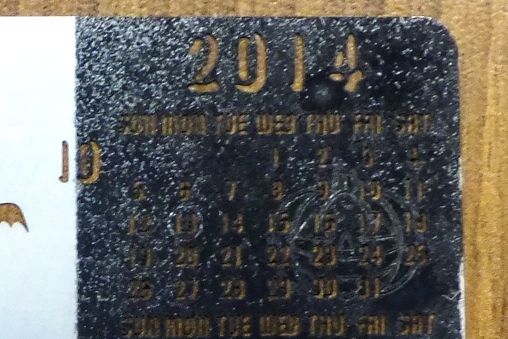 2014
SUN MON TUE WED THU FRI SAT
10
1 2 3 4
5 6 7 8 9 10 11
12 13 14 15 16 17 18
19 20 21 22 23 24 25
26 27 28 29 30 31
SUN MON TUE WED THU FRI SAT